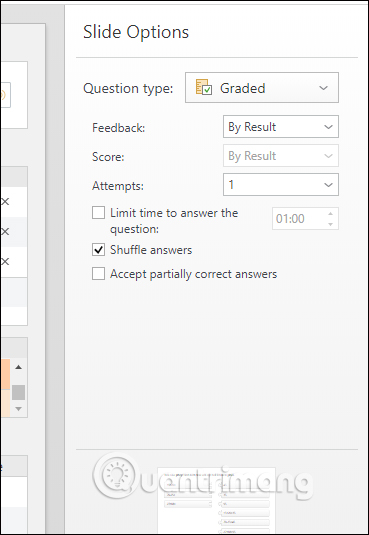 Slide Options
Question type: Graded
Feedback: By Result
Score: By Result
Attempts: 1
Limit time to answer the question: 01:00
Shuffle answers
Accept partially correct answers
Quantrimang